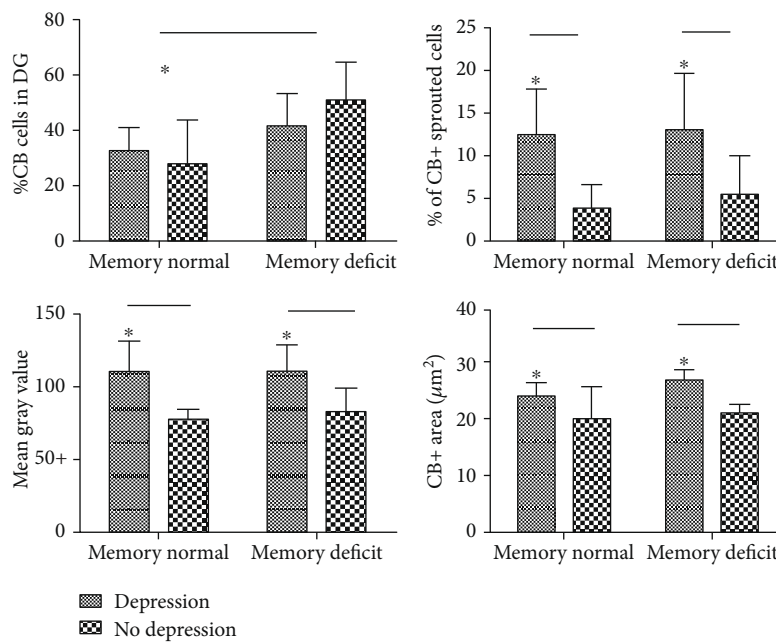 %CB cells in DG
80
60
40
20
0
*
Memory normal
Memory deficit
% of CB+ sprouted cells
25
20
15
10
5
0
*
*
Memory normal
Memory deficit
Mean gray value
150
100
50+
0
*
*
Memory normal
Memory deficit
CB+ area (μm²)
40
30
20
10
0
*
*
Memory normal
Memory deficit
Depression
No depression